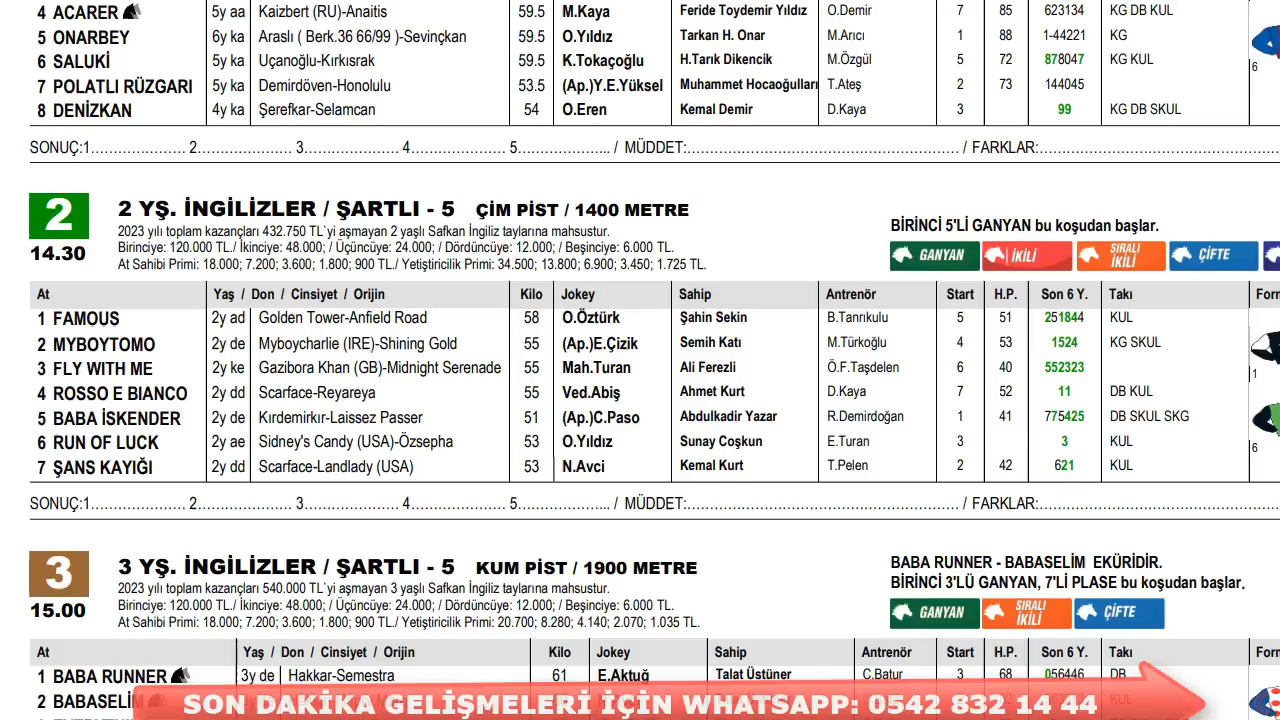 4 ACARER 5y aa Kaizbert (RU)-Anaitis 59.5 M.Kaya Feride Toydemir Yıldız O.Demir 7 85 623134 KG DB KUL
5 ONARBEY 6y ka Araslı ( Berk.36 66/99 )-Sevinçkan 59.5 O.Yıldız Tarkan H. Onar M.Arıcı 1 88 1-44221 KG
6 SALUKİ 5y ka Uçanoğlu-Kırkısrak 59.5 K.Tokaçoğlu H.Tarık Dikencik M.Özgül 5 72 878047 KG KUL
7 POLATLI RÜZGARI 5y ka Demirdöven-Honolulu 53.5 (Ap.)Y.E.Yüksel Muhammet Hocaoğulları T.Ateş 2 73 144045
8 DENİZKAN 4y ka Şerefkar-Selamcan 54 O.Eren Kemal Demir D.Kaya 3 99 KG DB SKUL
6
SONUÇ:1..................... 2..................... 3..................... 4..................... 5.................... / MÜDDET:............................................................ / FARKLAR:......................................................
2
14.30
2 YŞ. İNGİLİZLER / ŞARTLI - 5 ÇİM PİST / 1400 METRE
2023 yılı toplam kazançları 432.750 TL`yi aşmayan 2 yaşlı Safkan İngiliz taylarına mahsustur.
Birinciye: 120.000 TL./ İkinciye: 48.000; / Üçüncüye: 24.000; / Dördüncüye: 12.000; / Beşinciye: 6.000 TL.
At Sahibi Primi: 18.000; 7.200; 3.600; 1.800; 900 TL./ Yetiştiricilik Primi: 34.500; 13.800; 6.900; 3.450; 1.725 TL.
BİRİNCİ 5'Lİ GANYAN bu koşudan başlar.
GANYAN İKİLİ SIRALI İKİLİ ÇİFTE
At Yaş / Don / Cinsiyet / Orijin Kilo Jokey Sahip Antrenör Start H.P. Son 6 Y. Takı Form
1 FAMOUS 2y ad Golden Tower-Anfield Road 58 O.Öztürk Şahin Sekin B.Tanrıkulu 5 51 251844 KUL
2 MYBOYTOMO 2y de Myboycharlie (IRE)-Shining Gold 55 (Ap.)E.Çizik Semih Katı M.Türkoğlu 4 53 1524 KG SKUL
3 FLY WITH ME 2y ke Gazibora Khan (GB)-Midnight Serenade 55 Mah.Turan Ali Ferezli Ö.F.Taşdelen 6 40 552323
1
4 ROSSO E BIANCO 2y dd Scarface-Reyareya 55 Ved.Abiş Ahmet Kurt D.Kaya 7 52 11 DB KUL
5 BABA İSKENDER 2y de Kırdemirkır-Laissez Passer 51 (Ap.)C.Paso Abdulkadir Yazar R.Demirdoğan 1 41 775425 DB SKUL SKG
6 RUN OF LUCK 2y ae Sidney's Candy (USA)-Özsepha 53 O.Yıldız Sunay Coşkun E.Turan 3 3 KUL
6
7 ŞANS KAYIĞI 2y dd Scarface-Landlady (USA) 53 N.Avci Kemal Kurt T.Pelen 2 42 621 KUL
SONUÇ:1..................... 2..................... 3..................... 4..................... 5.................... / MÜDDET:............................................................ / FARKLAR:......................................................
3
15.00
3 YŞ. İNGİLİZLER / ŞARTLI - 5 KUM PİST / 1900 METRE
2023 yılı toplam kazançları 540.000 TL`yi aşmayan 3 yaşlı Safkan İngiliz taylarına mahsustur.
Birinciye: 120.000 TL./ İkinciye: 48.000; / Üçüncüye: 24.000; / Dördüncüye: 12.000; / Beşinciye: 6.000 TL.
At Sahibi Primi: 18.000; 7.200; 3.600; 1.800; 900 TL./ Yetiştiricilik Primi: 20.700; 8.280; 4.140; 2.070; 1.035 TL.
BABA RUNNER - BABASELİM EKÜRİDİR.
BİRİNCİ 3'LÜ GANYAN, 7'Lİ PLASE bu koşudan başlar.
GANYAN SIRALI İKİLİ ÇİFTE
At Yaş / Don / Cinsiyet / Orijin Kilo Jokey Sahip Antrenör Start H.P. Son 6 Y. Takı Form
1 BABA RUNNER 3y de Hakkar-Semestra 61 E.Aktuğ Talat Üstüner C.Batur 3 68 056446 DB
2 BABASELİM
SON DAKİKA GELİŞMELERİ İÇİN WHATSAPP: 0542 832 14 44